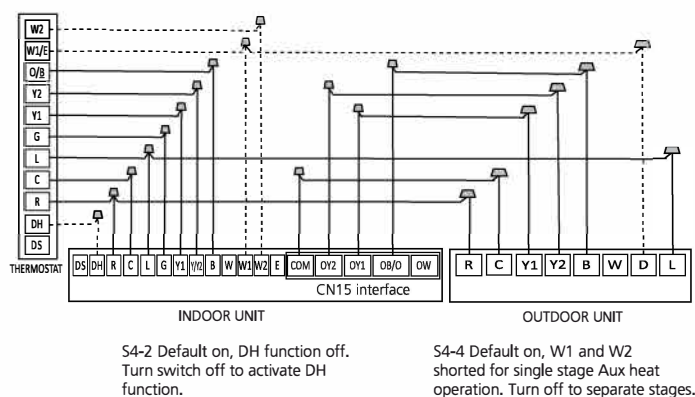 W2
W1/E
O/B
Y2
Y1
G
L
C
R
DH
DS
THERMOSTAT
DS DH R C L G Y1 Y/Y2 B W W1 W2 E COM OY2 OY1 OB/O OW
CN15 interface
INDOOR UNIT
R C Y1 Y2 B W D L
OUTDOOR UNIT
S4-2 Default on, DH function off.
Turn switch off to activate DH
function.
S4-4 Default on, W1 and W2
shorted for single stage Aux heat
operation. Turn off to separate stages.